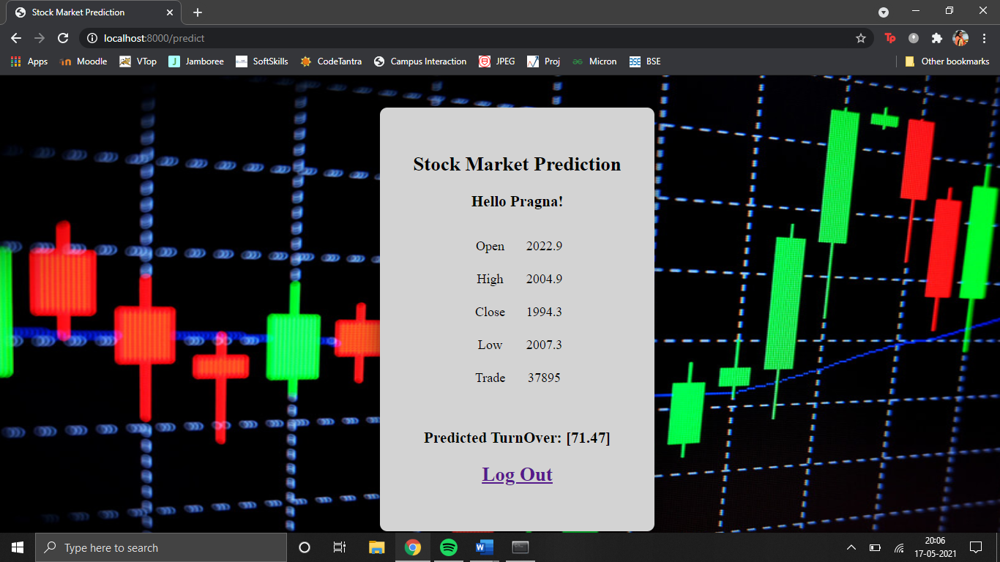 Stock Market Prediction
localhost:8000/predict
Apps Moodle VTop Jamboree SoftSkills CodeTantra Campus Interaction JPEG Proj Micron BSE Other bookmarks
Stock Market Prediction
Hello Pragna!
Open 2022.9
High 2004.9
Close 1994.3
Low 2007.3
Trade 37895
Predicted TurnOver: [71.47]
Log Out
Type here to search
20:06
17-05-2021